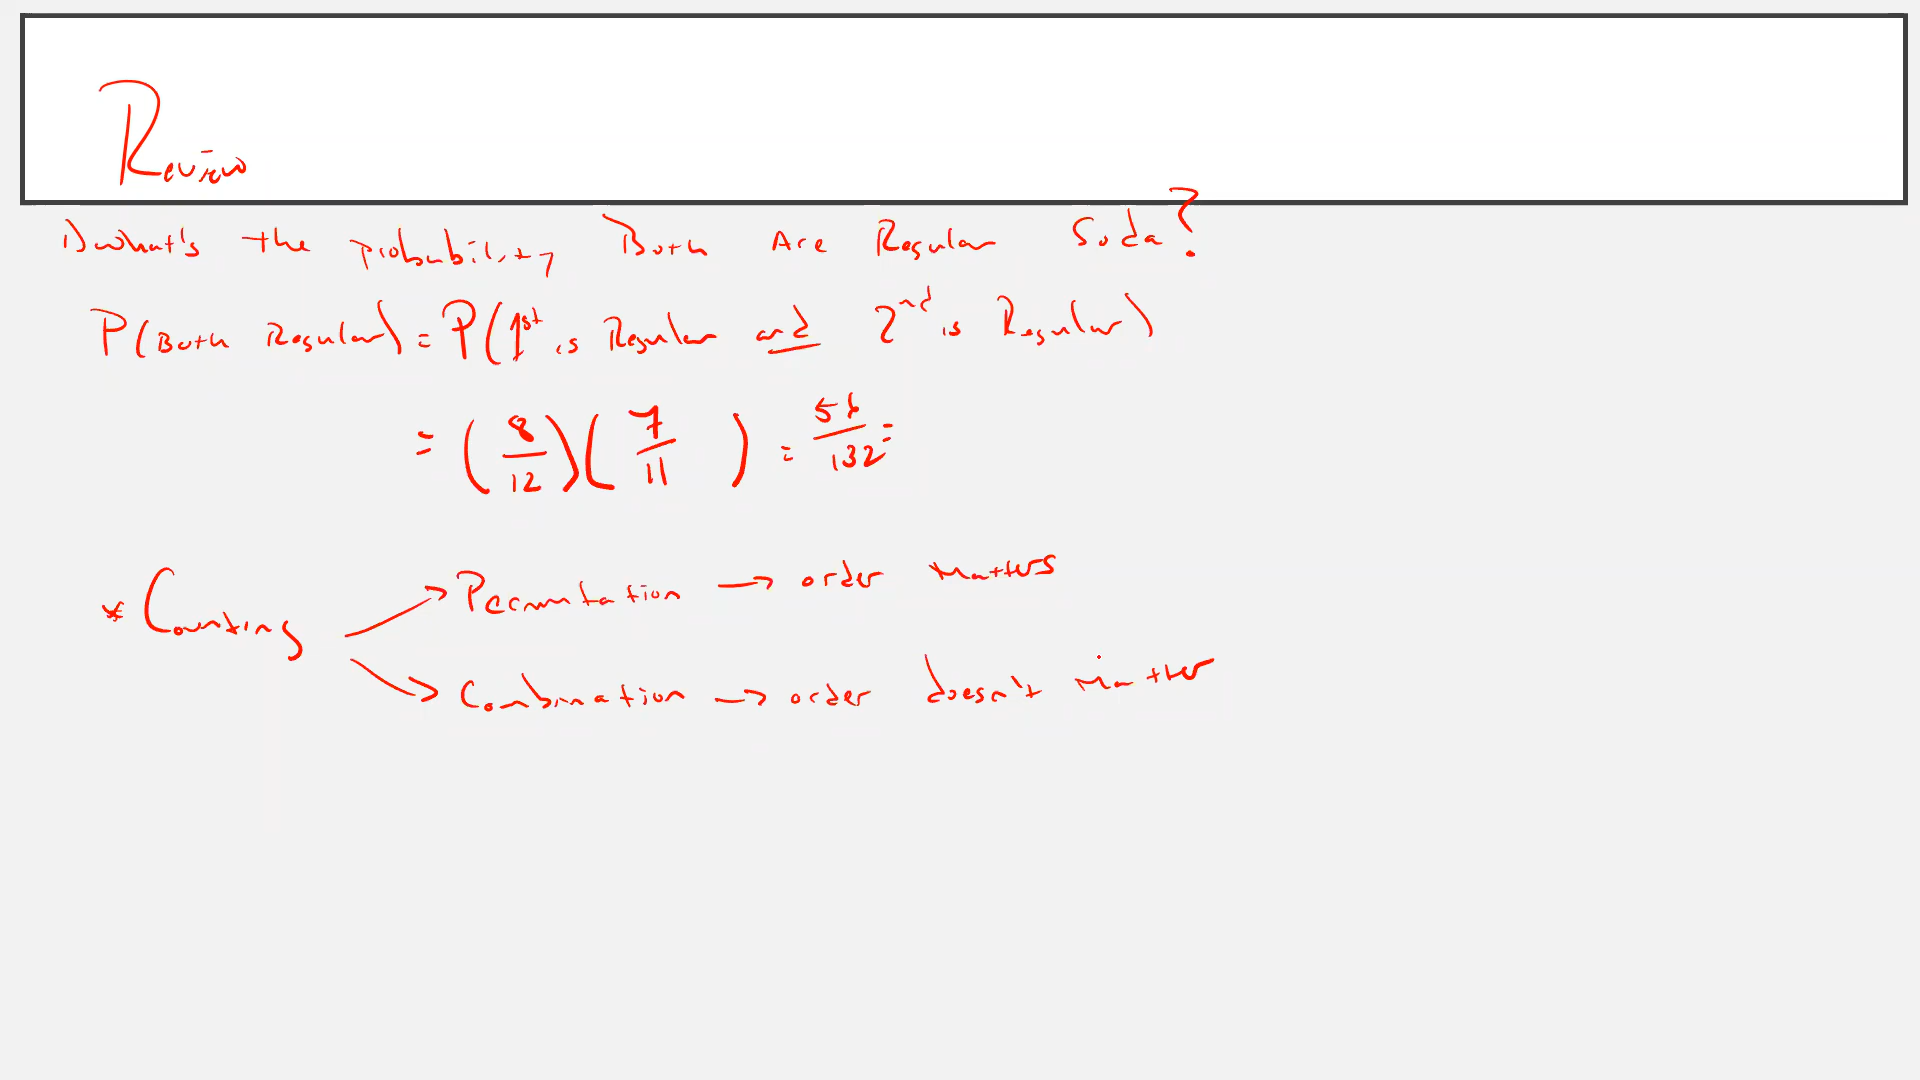 Review
1) what's the probability Both Are Regular Soda?
P(Both Regular) = P(1st is Regular and 2nd is Regular)
= (8/12)(7/11) = 56/132 =
* Counting
→ Permutation → order matters
→ Combination → order doesn't matter